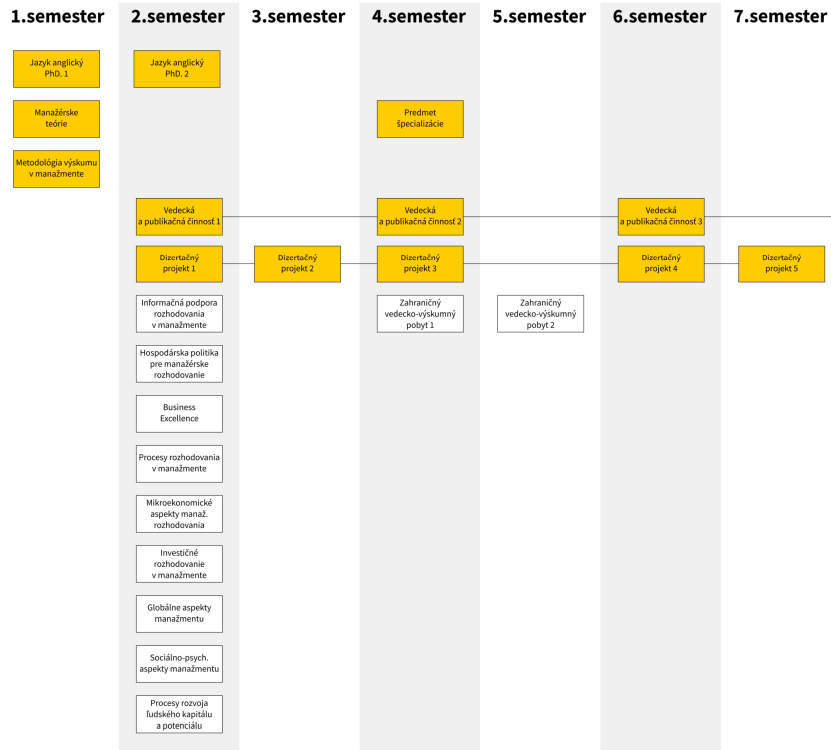 1.semester 2.semester 3.semester 4.semester 5.semester 6.semester 7.semester
Jazyk anglický
PhD. 1
Jazyk anglický
PhD. 2
Manažérske
teórie
Predmet
špecializácie
Metodológia výskumu
v manažmente
Vedecká
a publikačná činnosť 1
Vedecká
a publikačná činnosť 2
Vedecká
a publikačná činnosť 3
Dizertačný
projekt 1
Dizertačný
projekt 2
Dizertačný
projekt 3
Dizertačný
projekt 4
Dizertačný
projekt 5
Informačná podpora
rozhodovania
v manažmente
Zahraničný
vedecko-výskumný
pobyt 1
Zahraničný
vedecko-výskumný
pobyt 2
Hospodárska politika
pre manažérske
rozhodovanie
Business
Excellence
Procesy rozhodovania
v manažmente
Mikroekonomické
aspekty manaž.
rozhodovania
Investičné
rozhodovanie
v manažmente
Globálne aspekty
manažmentu
Sociálno-psych.
aspekty manažmentu
Procesy rozvoja
ľudského kapitálu
a potenciálu